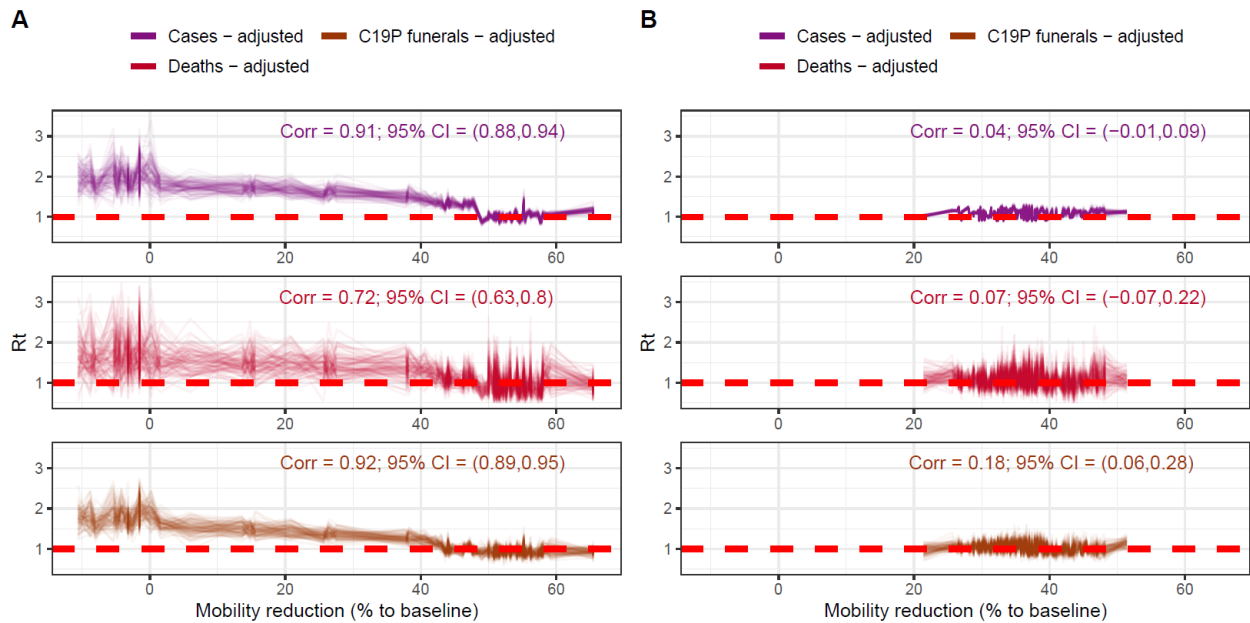 A
Cases − adjusted C19P funerals − adjusted
Deaths − adjusted
Corr = 0.91; 95% CI = (0.88,0.94)
3
2
1
0 20 40 60
Corr = 0.72; 95% CI = (0.63,0.8)
3
2
1
0 20 40 60
Rt
Corr = 0.92; 95% CI = (0.89,0.95)
3
2
1
0 20 40 60
Mobility reduction (% to baseline)
B
Cases − adjusted C19P funerals − adjusted
Deaths − adjusted
Corr = 0.04; 95% CI = (−0.01,0.09)
3
2
1
0 20 40 60
Corr = 0.07; 95% CI = (−0.07,0.22)
3
2
1
0 20 40 60
Rt
Corr = 0.18; 95% CI = (0.06,0.28)
3
2
1
0 20 40 60
Mobility reduction (% to baseline)